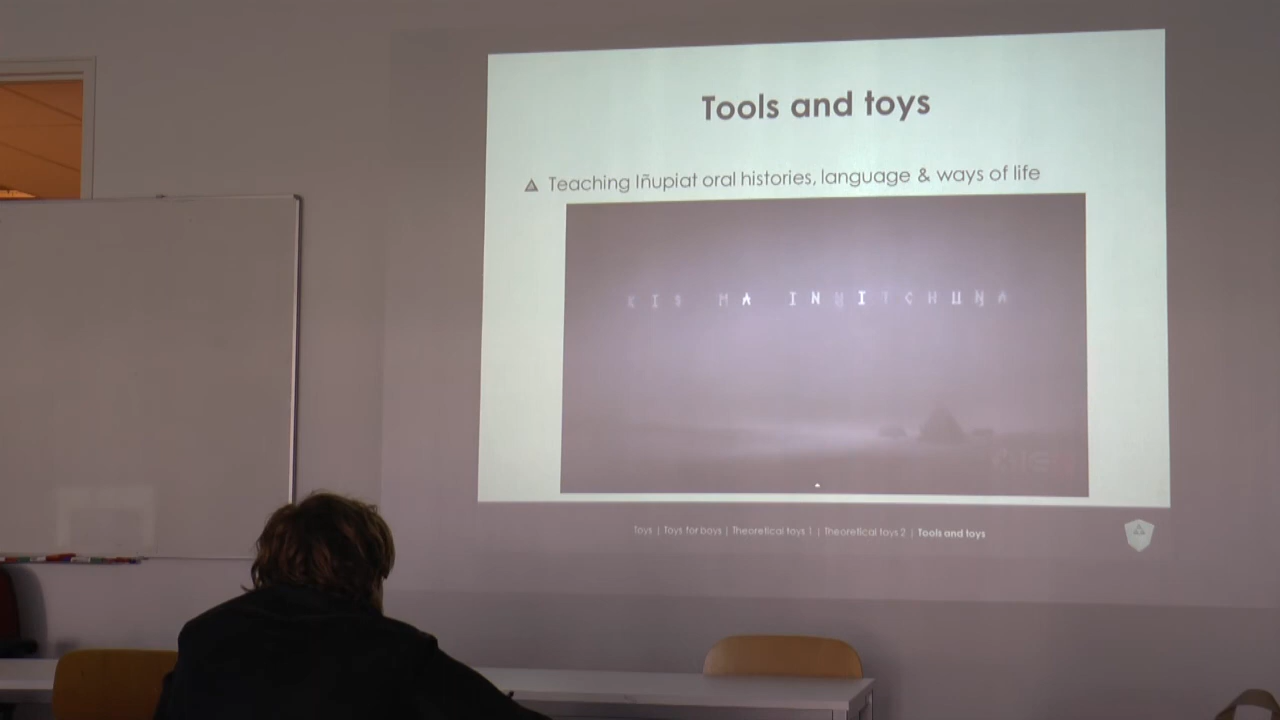 Tools and toys
Teaching Iñupiat oral histories, language & ways of life
MA
Toys | Toys for boys | Theoretical toys 1 | Theoretical toys 2 | Tools and toys